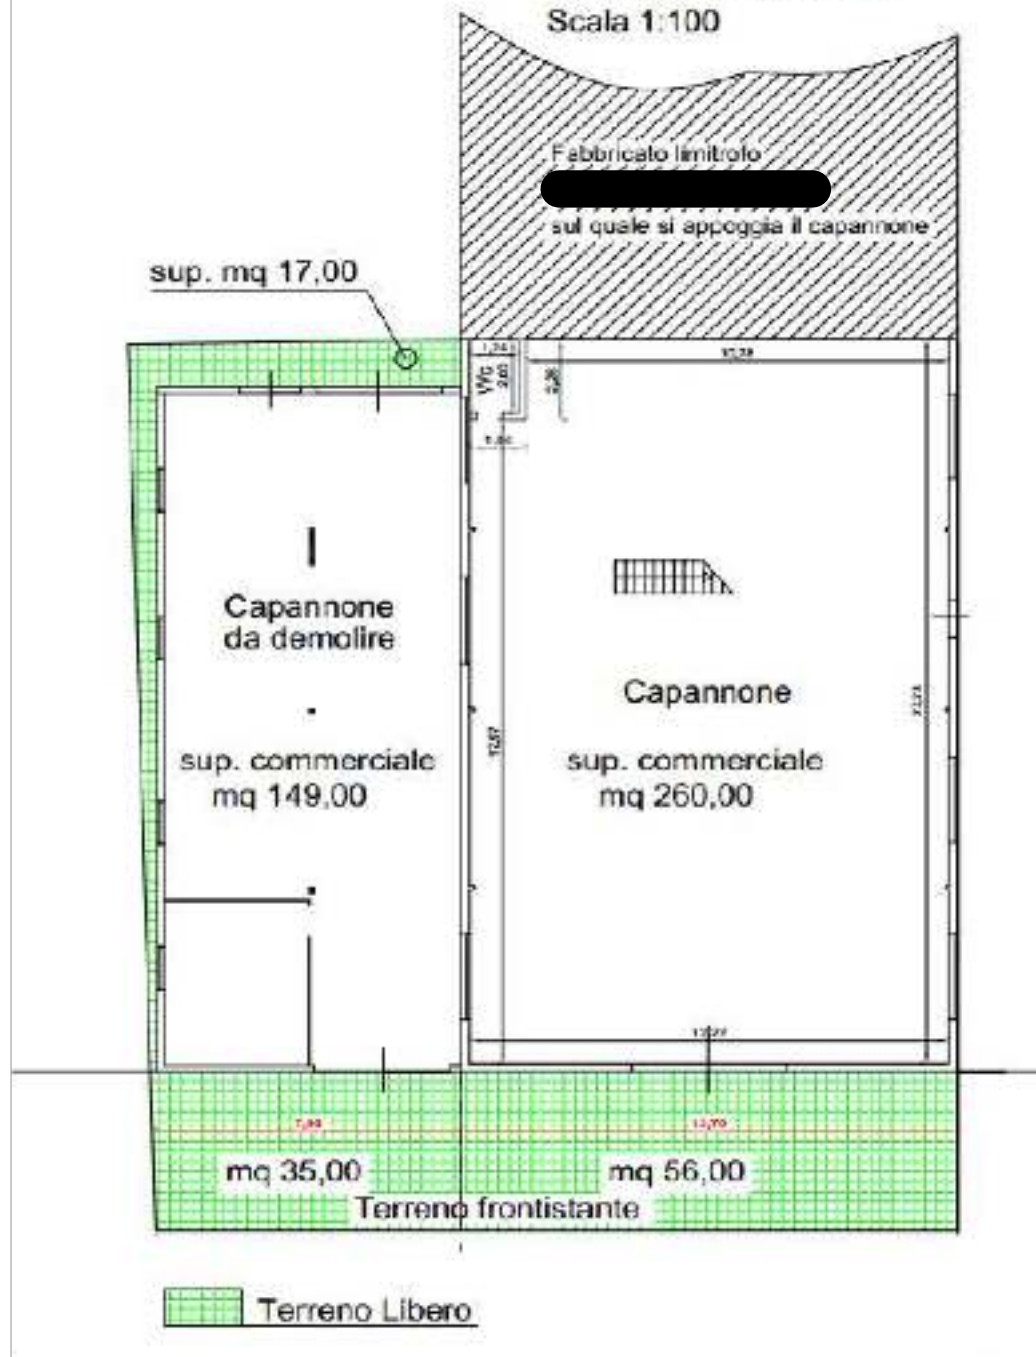 Scala 1:100
Fabbricato limitrofo
sul quale si appoggia il capannone
sup. mq 17,00
Wc
Capannone
da demolire
Capannone
sup. commerciale
mq 149,00
sup. commerciale
mq 260,00
mq 35,00
mq 56,00
Terreno frontistante
Terreno Libero